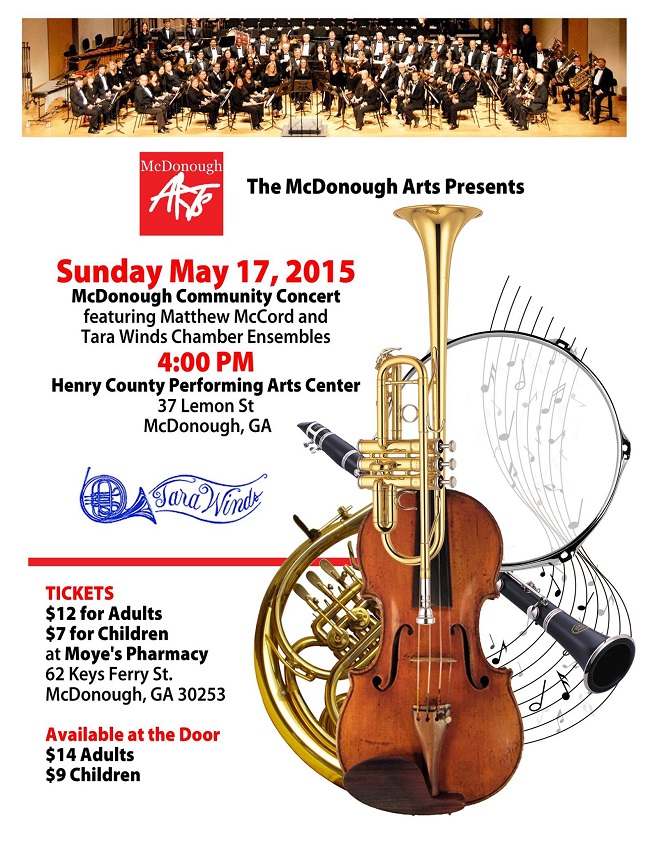 McDonough
ARTS
The McDonough Arts Presents
Sunday May 17, 2015
McDonough Community Concert
featuring Matthew McCord and
Tara Winds Chamber Ensembles
4:00 PM
Henry County Performing Arts Center
37 Lemon St
McDonough, GA
Tara Winds
TICKETS
$12 for Adults
$7 for Children
at Moye's Pharmacy
62 Keys Ferry St.
McDonough, GA 30253
Available at the Door
$14 Adults
$9 Children